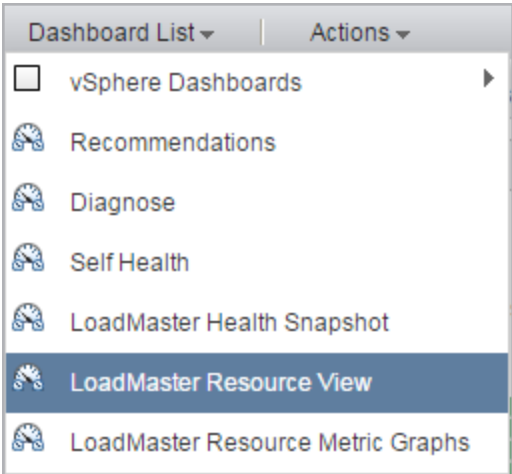 Dashboard List Actions
vSphere Dashboards
Recommendations
Diagnose
Self Health
LoadMaster Health Snapshot
LoadMaster Resource View
LoadMaster Resource Metric Graphs